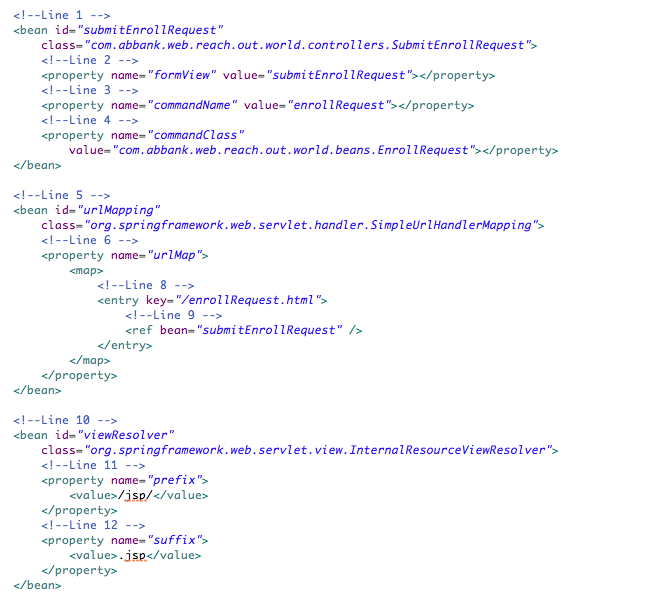 <!--Line 1 -->
<bean id="submitEnrollRequest"
    class="com.abbank.web.reach.out.world.controllers.SubmitEnrollRequest">
    <!--Line 2 -->
    <property name="formView" value="submitEnrollRequest"></property>
    <!--Line 3 -->
    <property name="commandName" value="enrollRequest"></property>
    <!--Line 4 -->
    <property name="commandClass"
        value="com.abbank.web.reach.out.world.beans.EnrollRequest"></property>
</bean>

<!--Line 5 -->
<bean id="urlMapping"
    class="org.springframework.web.servlet.handler.SimpleUrlHandlerMapping">
    <!--Line 6 -->
    <property name="urlMap">
        <map>
            <!--Line 8 -->
            <entry key="/enrollRequest.html">
                <!--Line 9 -->
                <ref bean="submitEnrollRequest" />
            </entry>
        </map>
    </property>
</bean>

<!--Line 10 -->
<bean id="viewResolver"
    class="org.springframework.web.servlet.view.InternalResourceViewResolver">
    <!--Line 11 -->
    <property name="prefix">
        <value>/jsp/</value>
    </property>
    <!--Line 12 -->
    <property name="suffix">
        <value>.jsp</value>
    </property>
</bean>